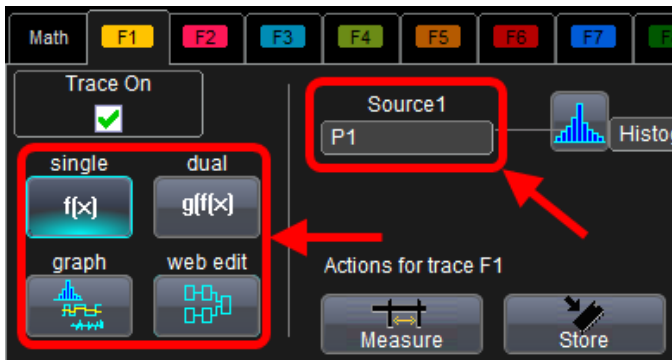 Math F1 F2 F3 F4 F5 F6 F7
Trace On
Source1
P1
single dual
f(x) g(f(x)
graph web edit
Actions for trace F1
Measure Store